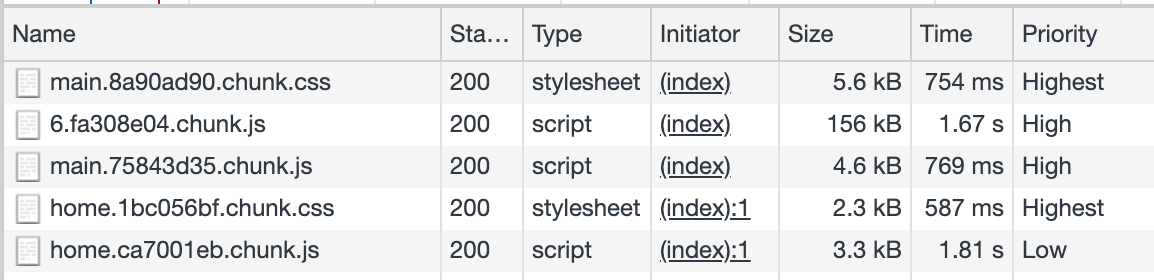 Name Sta... Type Initiator Size Time Priority
main.8a90ad90.chunk.css 200 stylesheet (index) 5.6 kB 754 ms Highest
6.fa308e04.chunk.js 200 script (index) 156 kB 1.67 s High
main.75843d35.chunk.js 200 script (index) 4.6 kB 769 ms High
home.1bc056bf.chunk.css 200 stylesheet (index):1 2.3 kB 587 ms Highest
home.ca7001eb.chunk.js 200 script (index):1 3.3 kB 1.81 s Low